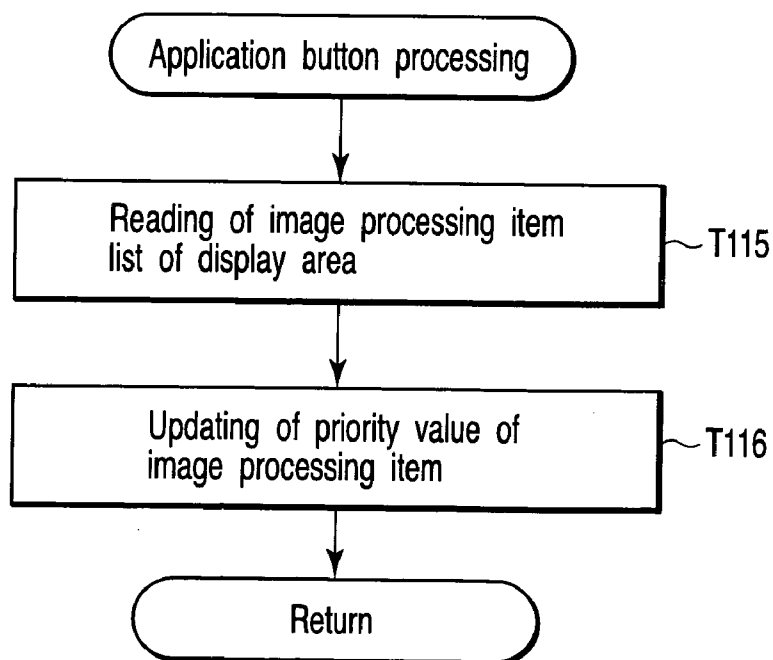 Application button processing
Reading of image processing item
list of display area
T115
Updating of priority value of
image processing item
T116
Return